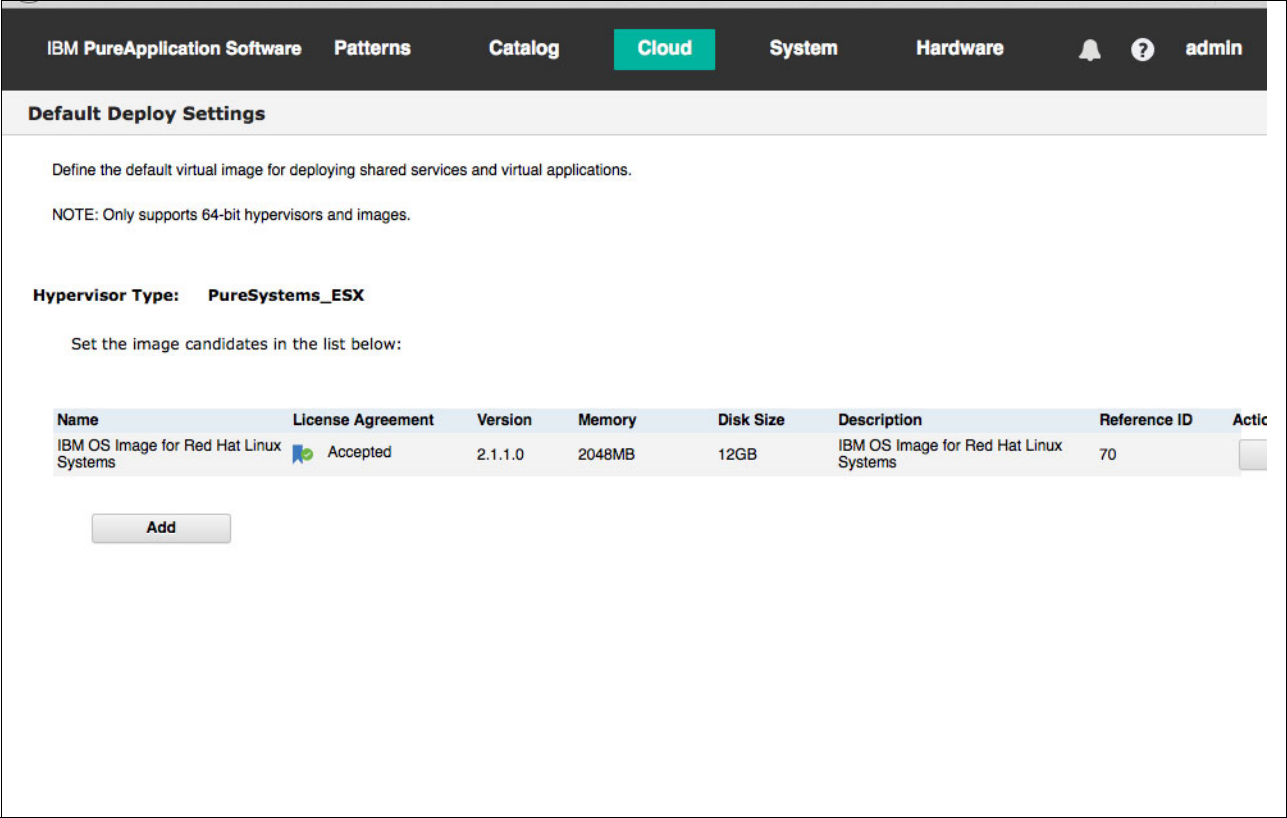 IBM PureApplication Software Patterns Catalog Cloud System Hardware ? admin
Default Deploy Settings
Define the default virtual image for deploying shared services and virtual applications.
NOTE: Only supports 64-bit hypervisors and images.
Hypervisor Type: PureSystems_ESX
Set the image candidates in the list below:
Name License Agreement Version Memory Disk Size Description Reference ID Actio
IBM OS Image for Red Hat Linux Systems Accepted 2.1.1.0 2048MB 12GB IBM OS Image for Red Hat Linux Systems 70
Add